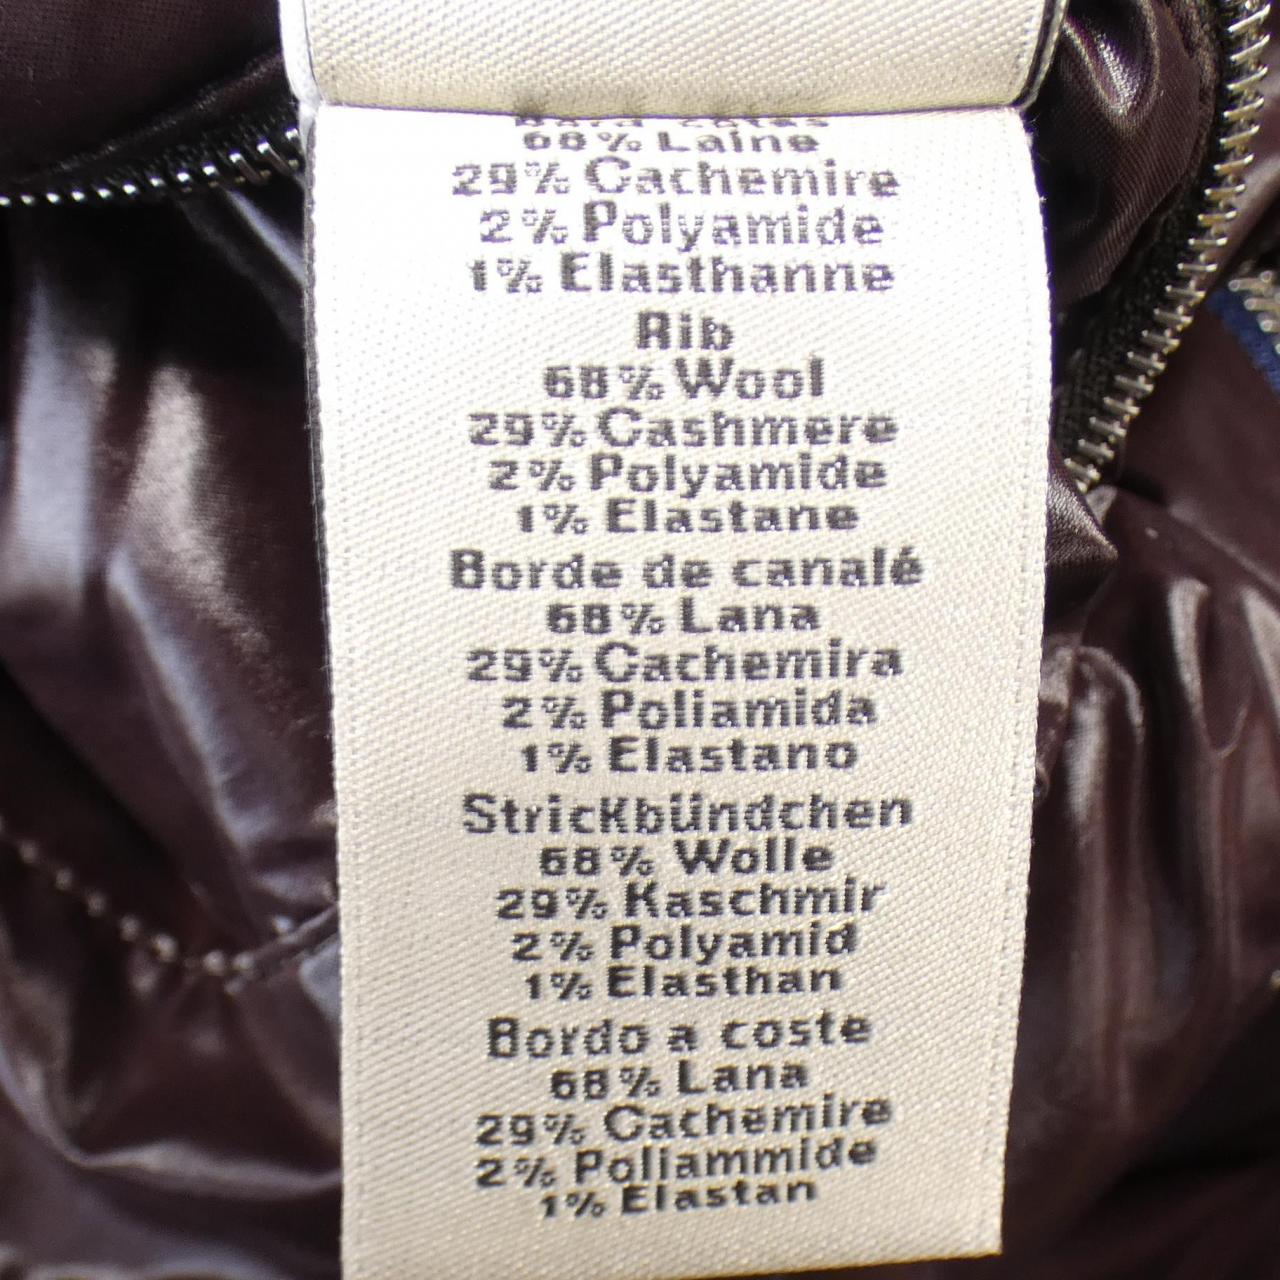 68% Laine
29% Cachemire
2% Polyamide
1% Elasthanne
Rib
68% Wool
29% Cashmere
2% Polyamide
1% Elastane
Borde de canalé
68% Lana
29% Cachemira
2% Poliamida
1% Elastano
Strickbündchen
68% Wolle
29% Kaschmir
2% Polyamid
1% Elasthan
Bordo a coste
68% Lana
29% Cachemire
2% Poliammide
1% Elastan